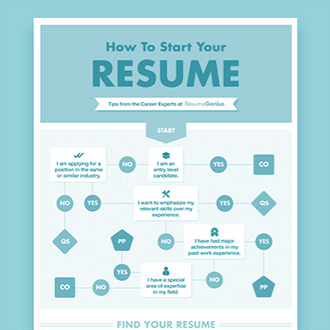 How To Start Your
RESUME
Tips from the Career Experts at ResumeGenius
START
I am applying for a
position in the same
or similar industry.
NO
I am an
entry level
candidate.
YES
CO
NO
YES
I want to emphasize my
relevant skills over my
experience.
NO
QS
QS
PP
YES
I have had major
achievements in my
past work experience.
CO
NO
YES
I have a special
area of expertise
in my field.
YES
NO
PP
FIND YOUR RESUME